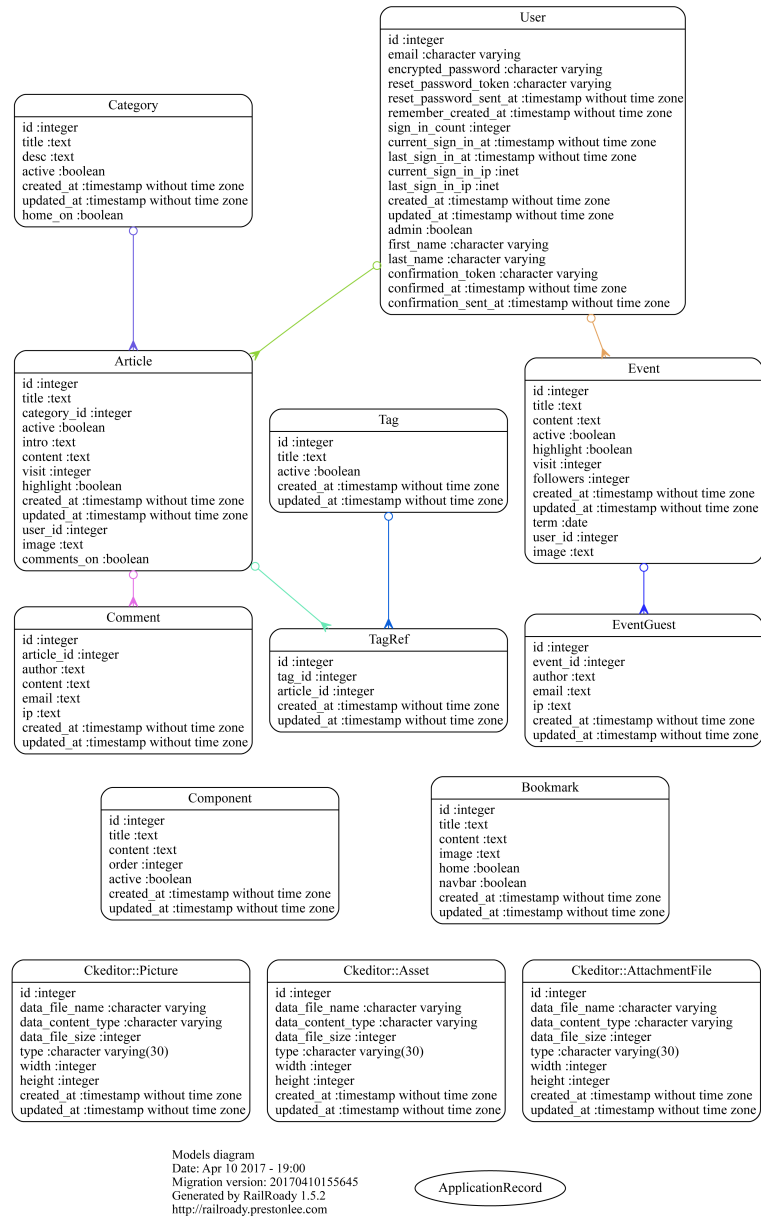 User
id :integer
email :character varying
encrypted_password :character varying
reset_password_token :character varying
reset_password_sent_at :timestamp without time zone
remember_created_at :timestamp without time zone
sign_in_count :integer
current_sign_in_at :timestamp without time zone
last_sign_in_at :timestamp without time zone
current_sign_in_ip :inet
last_sign_in_ip :inet
created_at :timestamp without time zone
updated_at :timestamp without time zone
admin :boolean
first_name :character varying
last_name :character varying
confirmation_token :character varying
confirmed_at :timestamp without time zone
confirmation_sent_at :timestamp without time zone
Category
id :integer
title :text
desc :text
active :boolean
created_at :timestamp without time zone
updated_at :timestamp without time zone
home_on :boolean
Article
id :integer
title :text
category_id :integer
active :boolean
intro :text
content :text
visit :integer
highlight :boolean
created_at :timestamp without time zone
updated_at :timestamp without time zone
user_id :integer
image :text
comments_on :boolean
Tag
id :integer
title :text
active :boolean
created_at :timestamp without time zone
updated_at :timestamp without time zone
Event
id :integer
title :text
content :text
active :boolean
highlight :boolean
visit :integer
followers :integer
created_at :timestamp without time zone
updated_at :timestamp without time zone
term :date
user_id :integer
image :text
Comment
id :integer
article_id :integer
author :text
content :text
email :text
ip :text
created_at :timestamp without time zone
updated_at :timestamp without time zone
TagRef
id :integer
tag_id :integer
article_id :integer
created_at :timestamp without time zone
updated_at :timestamp without time zone
EventGuest
id :integer
event_id :integer
author :text
email :text
ip :text
created_at :timestamp without time zone
updated_at :timestamp without time zone
Component
id :integer
title :text
content :text
order :integer
active :boolean
created_at :timestamp without time zone
updated_at :timestamp without time zone
Bookmark
id :integer
title :text
content :text
image :text
home :boolean
navbar :boolean
created_at :timestamp without time zone
updated_at :timestamp without time zone
Ckeditor::Picture
id :integer
data_file_name :character varying
data_content_type :character varying
data_file_size :integer
type :character varying(30)
width :integer
height :integer
created_at :timestamp without time zone
updated_at :timestamp without time zone
Ckeditor::Asset
id :integer
data_file_name :character varying
data_content_type :character varying
data_file_size :integer
type :character varying(30)
width :integer
height :integer
created_at :timestamp without time zone
updated_at :timestamp without time zone
Ckeditor::AttachmentFile
id :integer
data_file_name :character varying
data_content_type :character varying
data_file_size :integer
type :character varying(30)
width :integer
height :integer
created_at :timestamp without time zone
updated_at :timestamp without time zone
Models diagram
Date: Apr 10 2017 - 19:00
Migration version: 20170410155645
Generated by RailRoady 1.5.2
http://railroady.prestonlee.com
ApplicationRecord